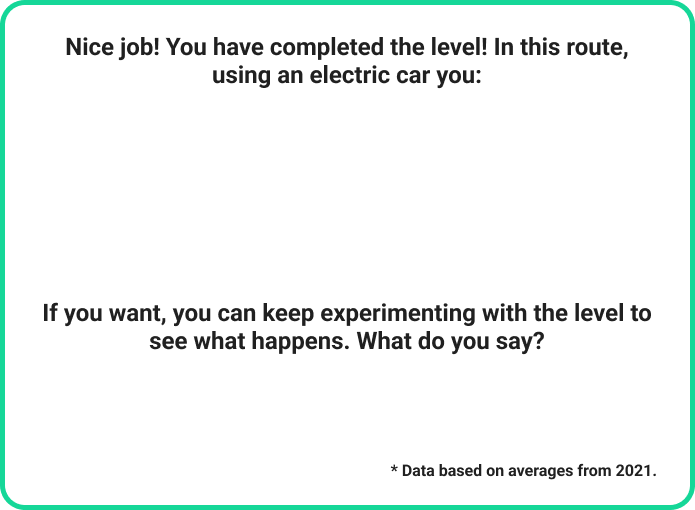 Nice job! You have completed the level! In this route,
using an electric car you:
If you want, you can keep experimenting with the level to
see what happens. What do you say?
* Data based on averages from 2021.